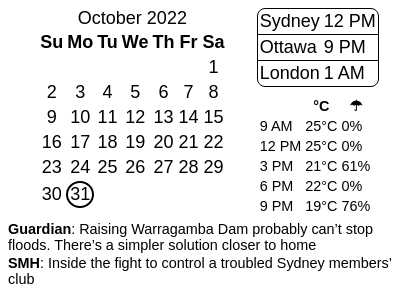 October 2022
Su Mo Tu We Th Fr Sa
1
2 3 4 5 6 7 8
9 10 11 12 13 14 15
16 17 18 19 20 21 22
23 24 25 26 27 28 29
30 31
Sydney 12 PM
Ottawa 9 PM
London 1 AM
°C ☂
9 AM 25°C 0%
12 PM 25°C 0%
3 PM 21°C 61%
6 PM 22°C 0%
9 PM 19°C 76%
Guardian: Raising Warragamba Dam probably can’t stop
floods. There’s a simpler solution closer to home
SMH: Inside the fight to control a troubled Sydney members’
club